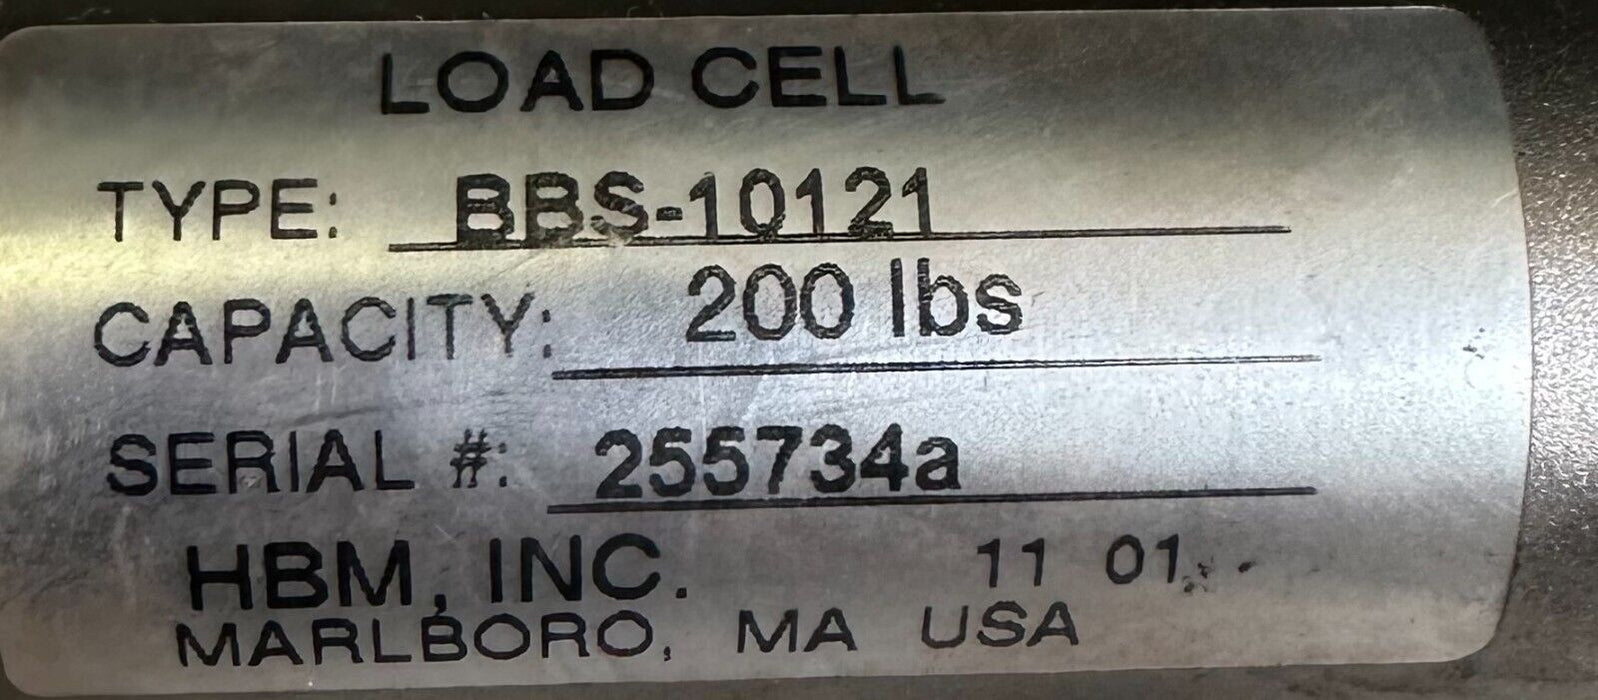 LOAD CELL
TYPE: BBS-10121
CAPACITY: 200 lbs
SERIAL #: 255734a
HBM, INC. 11 01
MARLBORO, MA USA